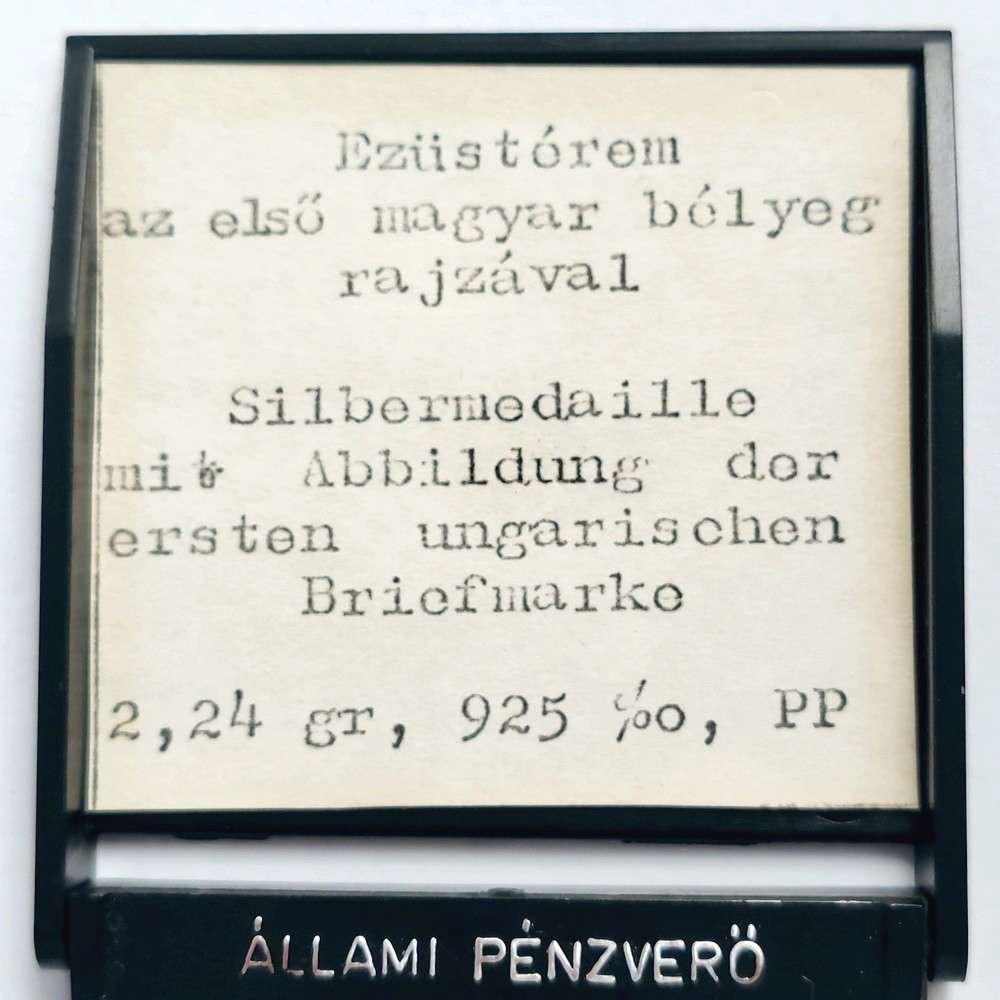 Ezüstérem
az első magyar bélyeg
rajzával
Silbermedaille
mit Abbildung der
ersten ungarischen
Briefmarke
2,24 gr, 925 ‰, PP
ÁLLAMI PÉNZVERŐ